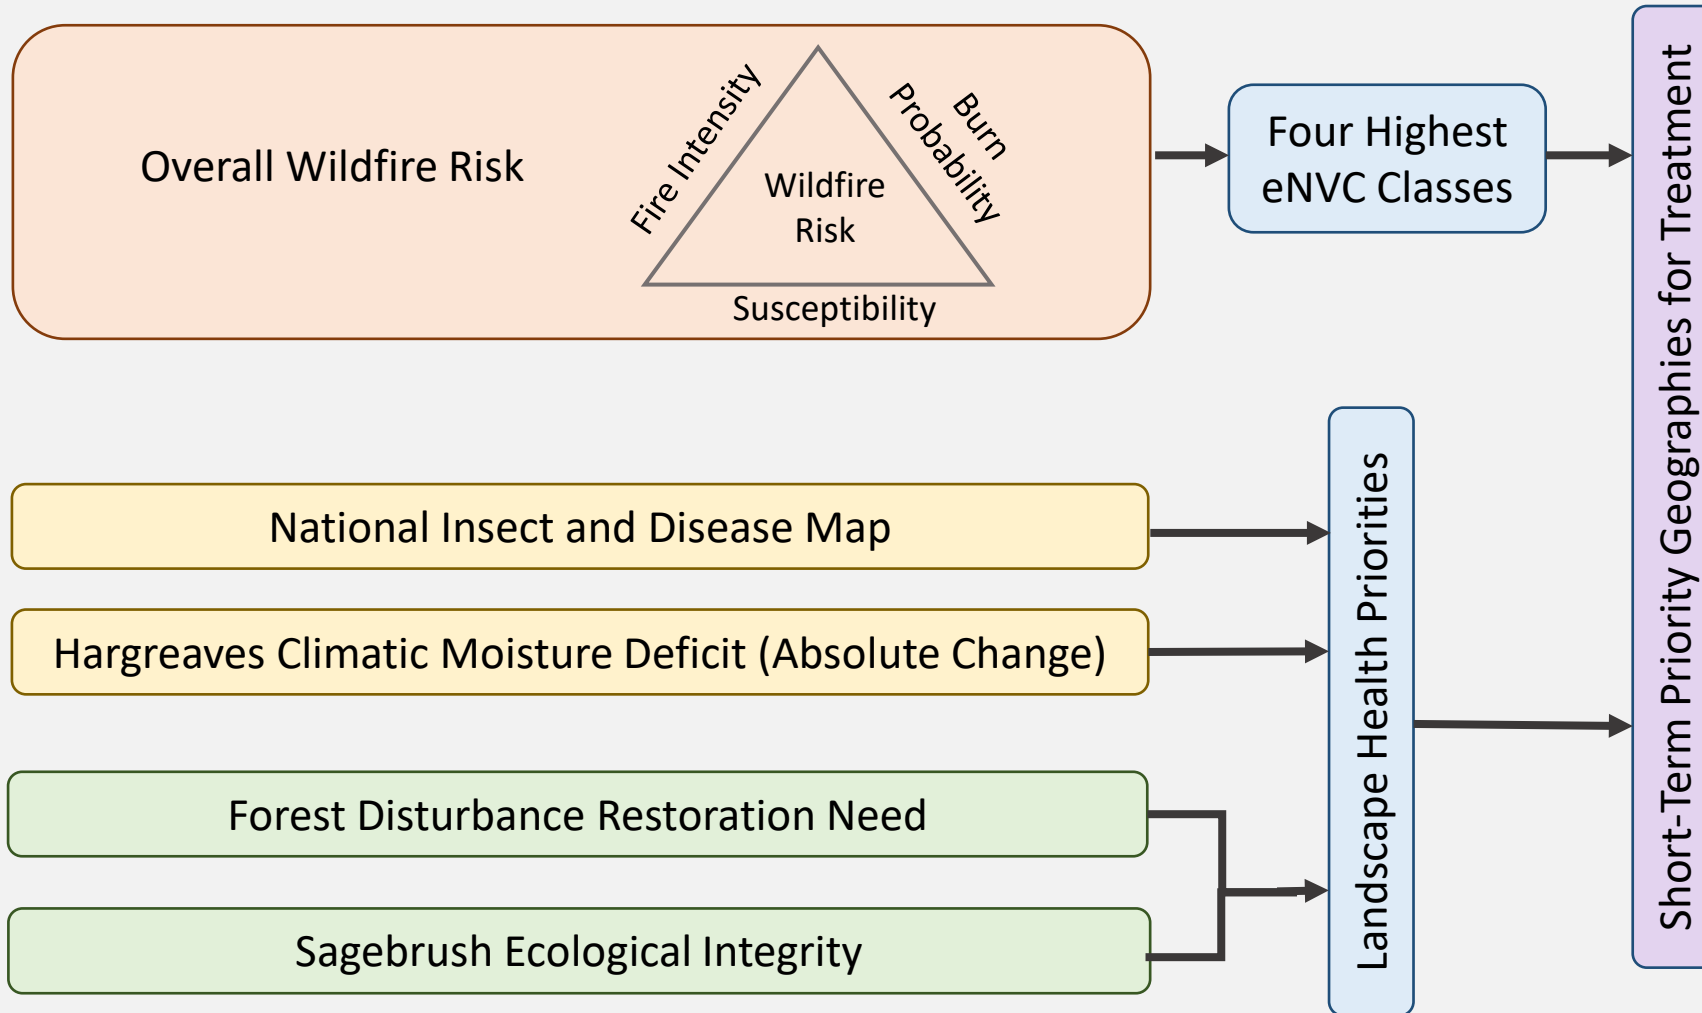 Overall Wildfire Risk
Fire Intensity
Burn
Probability
Wildfire
Risk
Susceptibility
Four Highest
eNVC Classes
Short-Term Priority Geographies for Treatment
National Insect and Disease Map
Hargreaves Climatic Moisture Deficit (Absolute Change)
Forest Disturbance Restoration Need
Sagebrush Ecological Integrity
Landscape Health Priorities